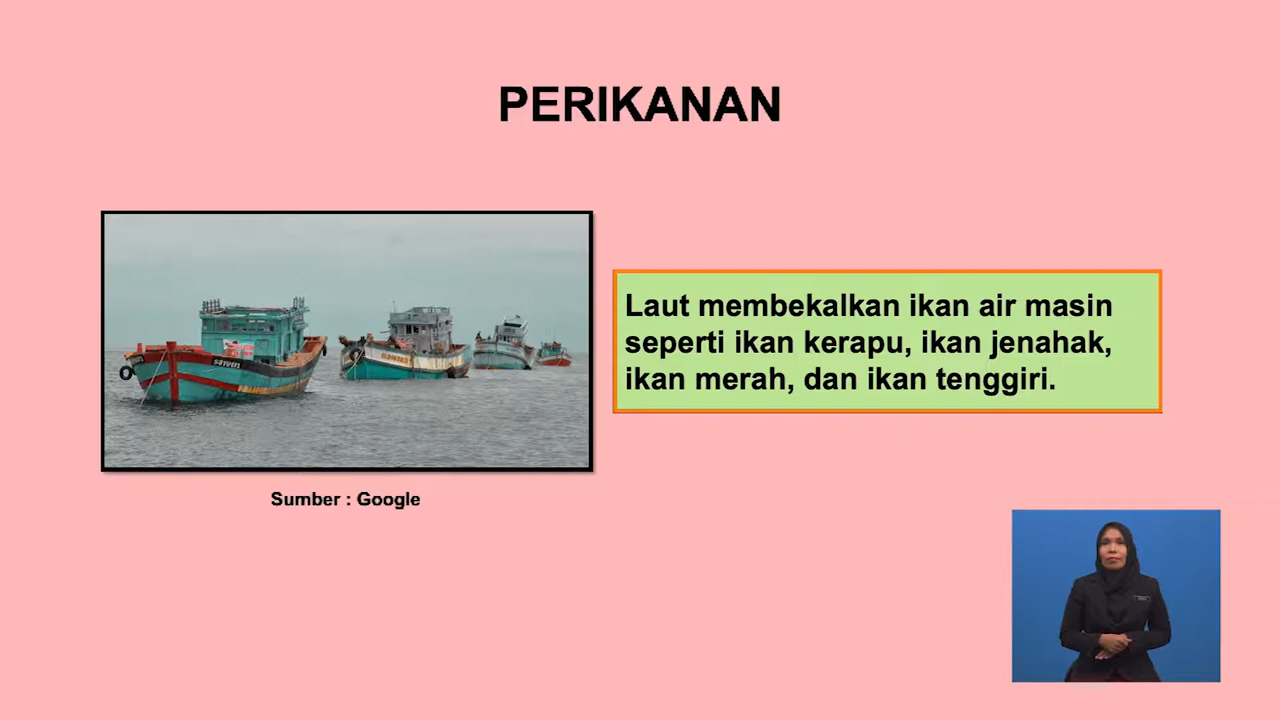 PERIKANAN
Laut membekalkan ikan air masin
seperti ikan kerapu, ikan jenahak,
ikan merah, dan ikan tenggiri.
Sumber : Google